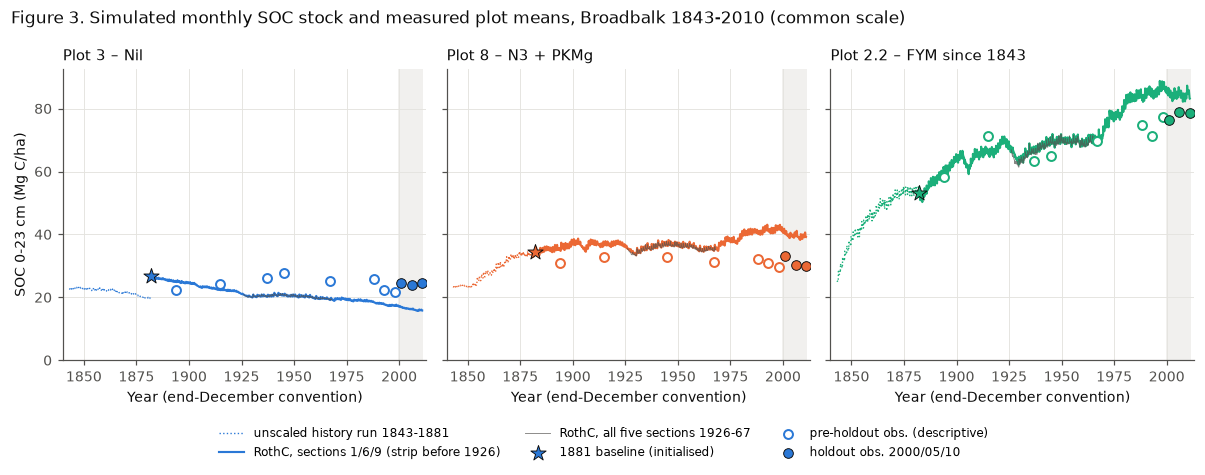 Figure 3. Simulated monthly SOC stock and measured plot means, Broadbalk 1843-2010 (common scale)
Plot 3 – Nil
Plot 8 – N3 + PKMg
Plot 2.2 – FYM since 1843
SOC 0-23 cm (Mg C/ha)
80
60
40
20
0
1850 1875 1900 1925 1950 1975 2000
1850 1875 1900 1925 1950 1975 2000
1850 1875 1900 1925 1950 1975 2000
Year (end-December convention)
Year (end-December convention)
Year (end-December convention)
unscaled history run 1843-1881
RothC, sections 1/6/9 (strip before 1926)
RothC, all five sections 1926-67
1881 baseline (initialised)
pre-holdout obs. (descriptive)
holdout obs. 2000/05/10